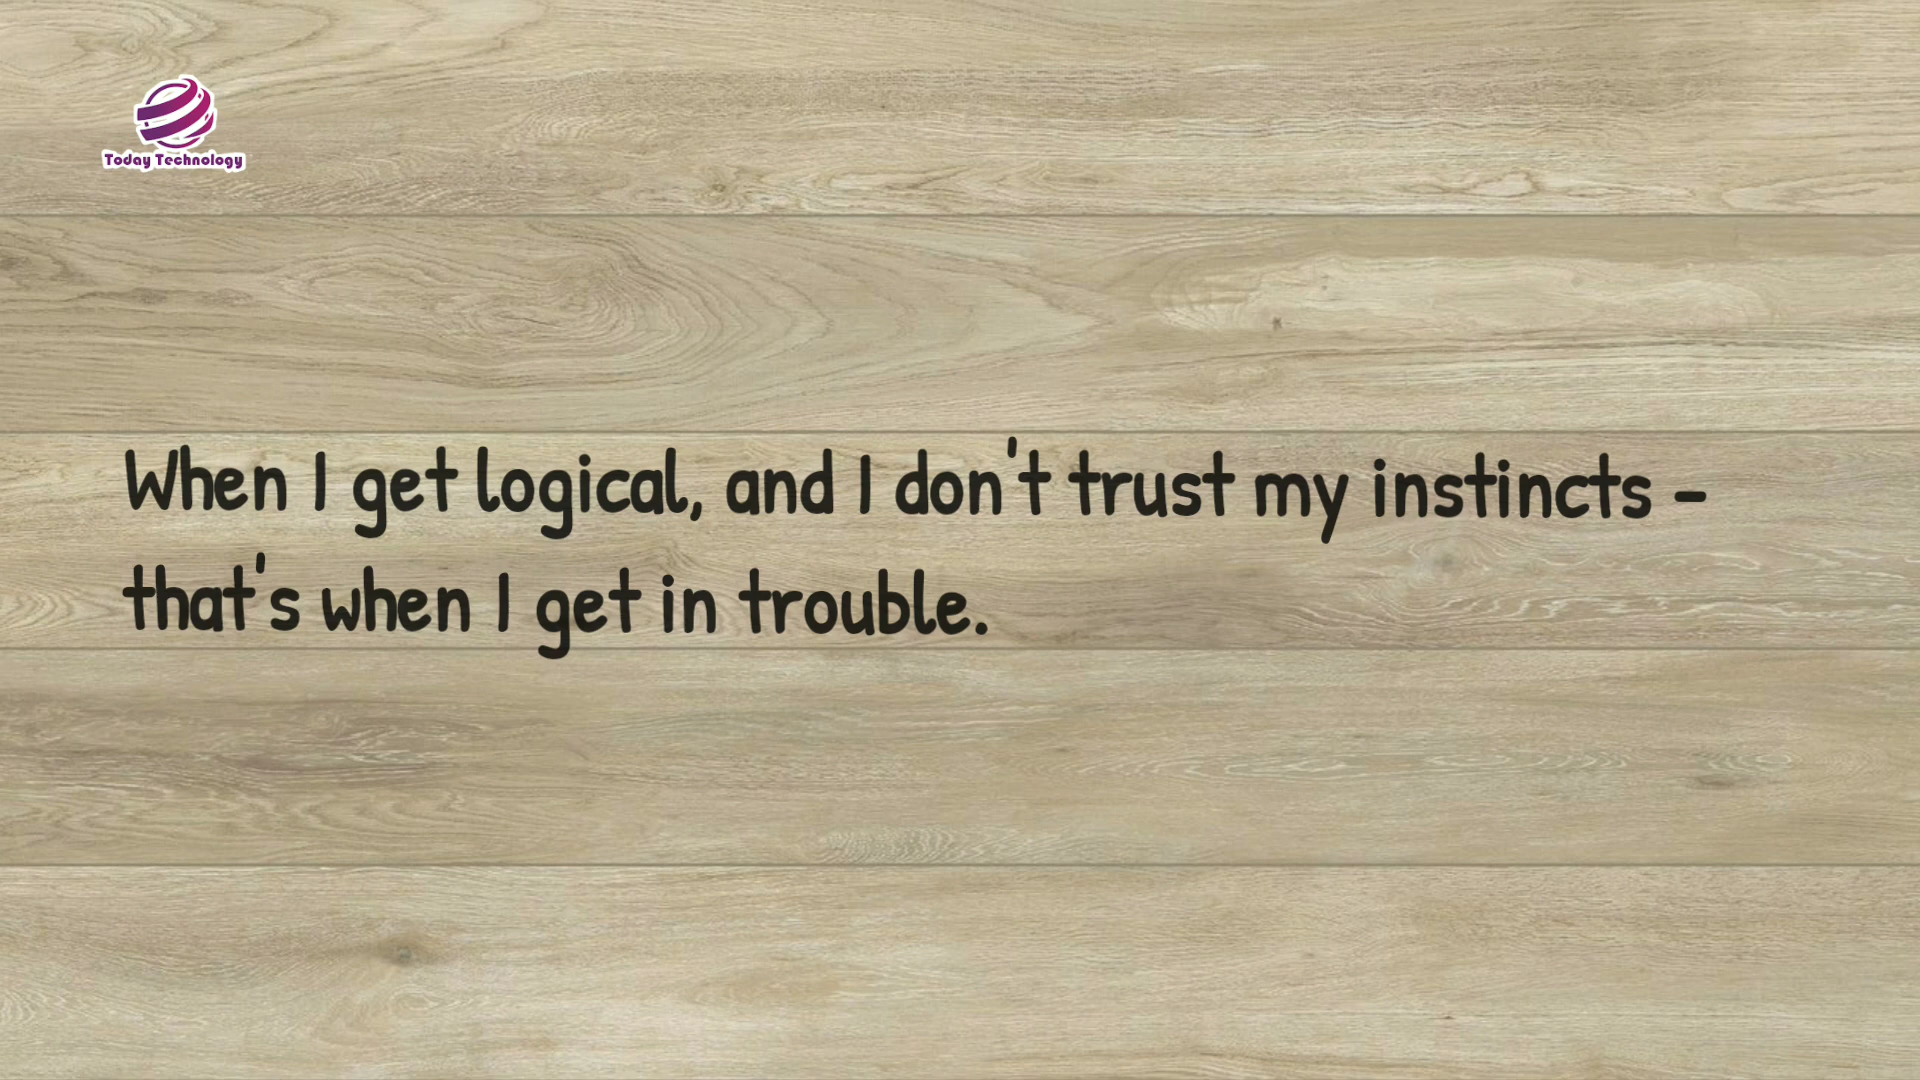 Today Technology
When I get logical, and I don't trust my instincts -
that's when I get in trouble.